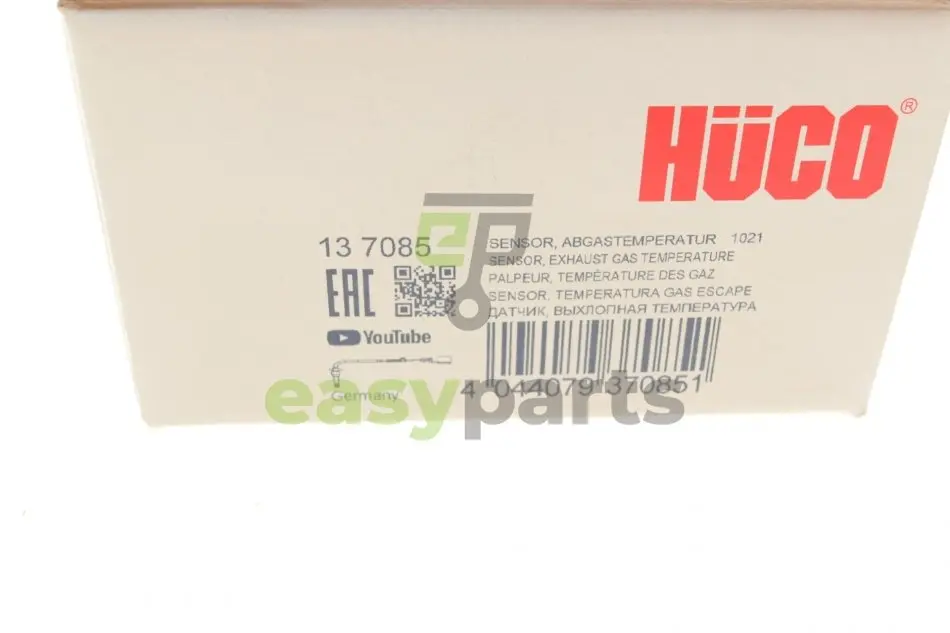 HÜCO®
13 7085
SENSOR, ABGASTEMPERATUR 1021
SENSOR, EXHAUST GAS TEMPERATURE
PALPEUR, TEMPÉRATURE DES GAZ
SENSOR, TEMPERATURA GAS ESCAPE
ДАТЧИК, ВЫХЛОПНАЯ ТЕМПЕРАТУРА
EAC
YouTube
Germany
4 044079 370851
easyparts